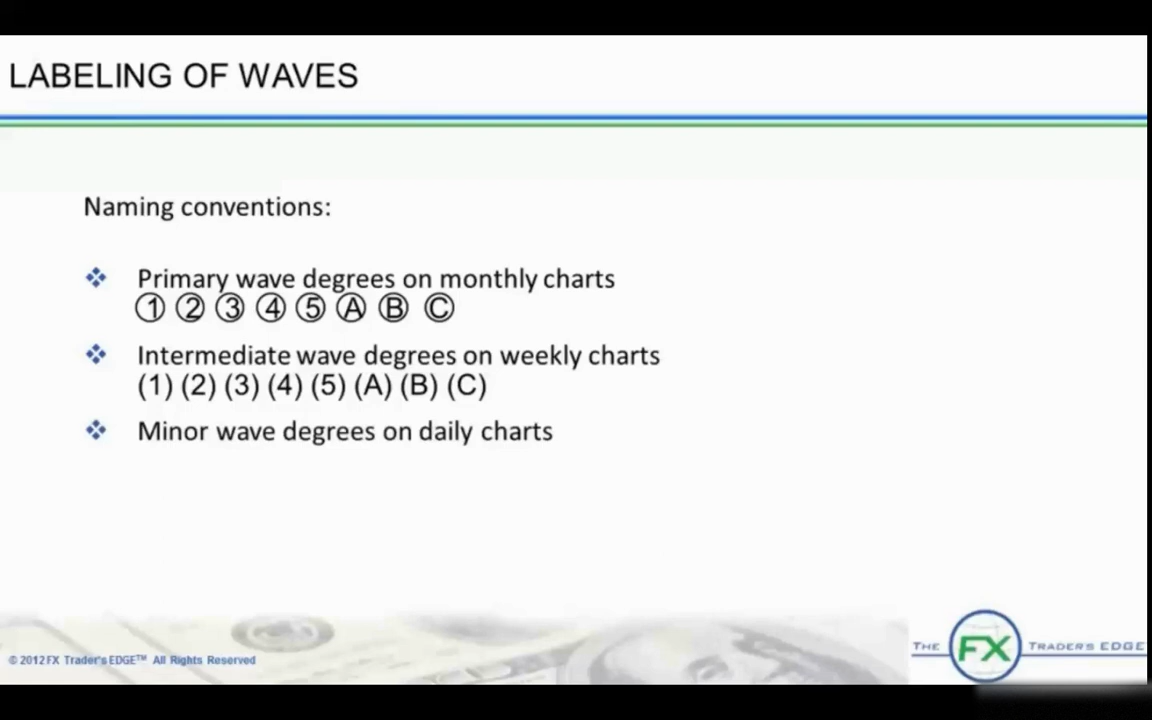 LABELING OF WAVES
Naming conventions:
❖ Primary wave degrees on monthly charts
① ② ③ ④ ⑤ Ⓐ Ⓑ Ⓒ
❖ Intermediate wave degrees on weekly charts
(1) (2) (3) (4) (5) (A) (B) (C)
❖ Minor wave degrees on daily charts
© 2012 FX Trader's EDGE™ All Rights Reserved
THE FX TRADERS EDGE